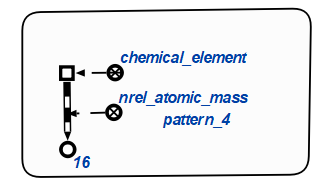 chemical_element
nrel_atomic_mass
pattern_4
16